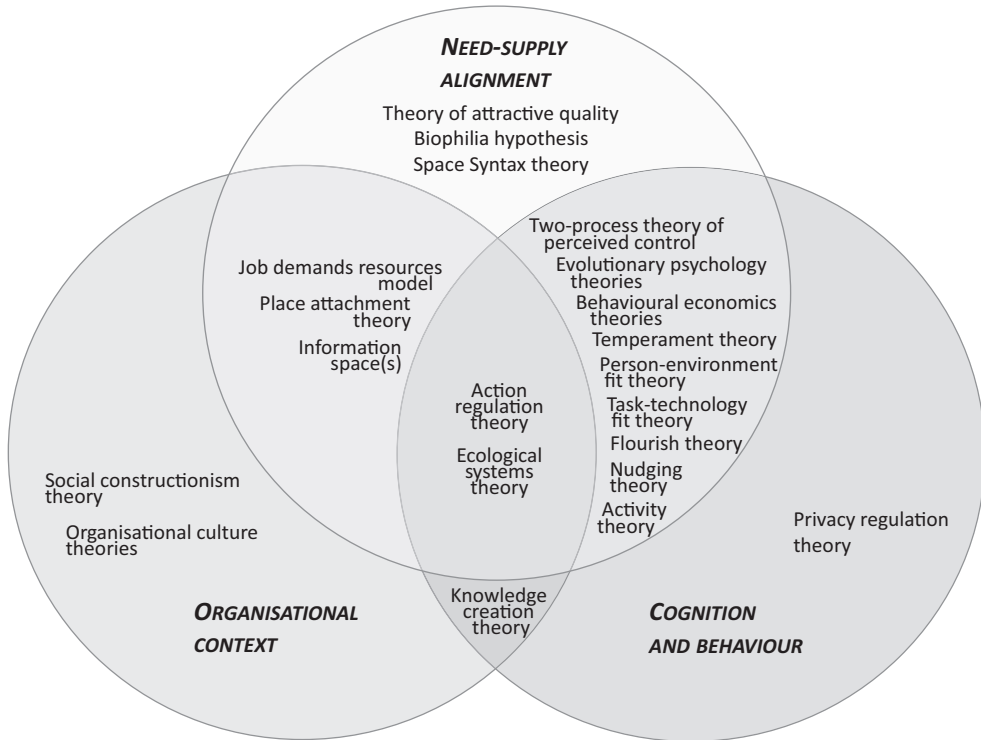 NEED-SUPPLY
ALIGNMENT
Theory of attractive quality
Biophilia hypothesis
Space Syntax theory
Job demands resources
model
Place attachment
theory
Information
space(s)
Two-process theory of
perceived control
Evolutionary psychology
theories
Behavioural economics
theories
Temperament theory
Person-environment
fit theory
Task-technology
fit theory
Flourish theory
Nudging
theory
Activity
theory
Action
regulation
theory
Ecological
systems
theory
Social constructionism
theory
Organisational culture
theories
Privacy regulation
theory
Knowledge
creation
theory
ORGANISATIONAL
CONTEXT
COGNITION
AND BEHAVIOUR